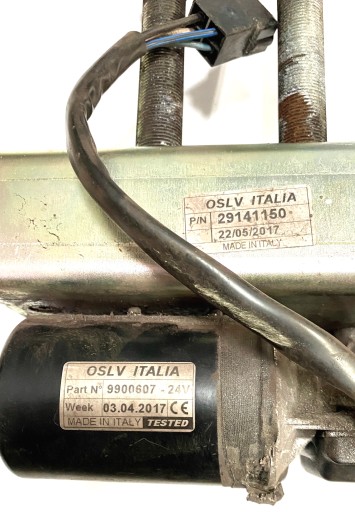 OSLV ITALIA
P/N 29141150
22/05/2017
MADE IN ITALY
OSLV ITALIA
Part N° 9900607 - 24V
Week 03.04.2017 CE
MADE IN ITALY TESTED